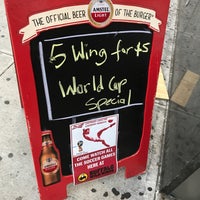 THE OFFICIAL BEER OF THE BURGER
AMSTEL
LIGHT
5 Wing for $5
World Cup
Special
COME WATCH ALL
THE SOCCER GAMES
HERE AT